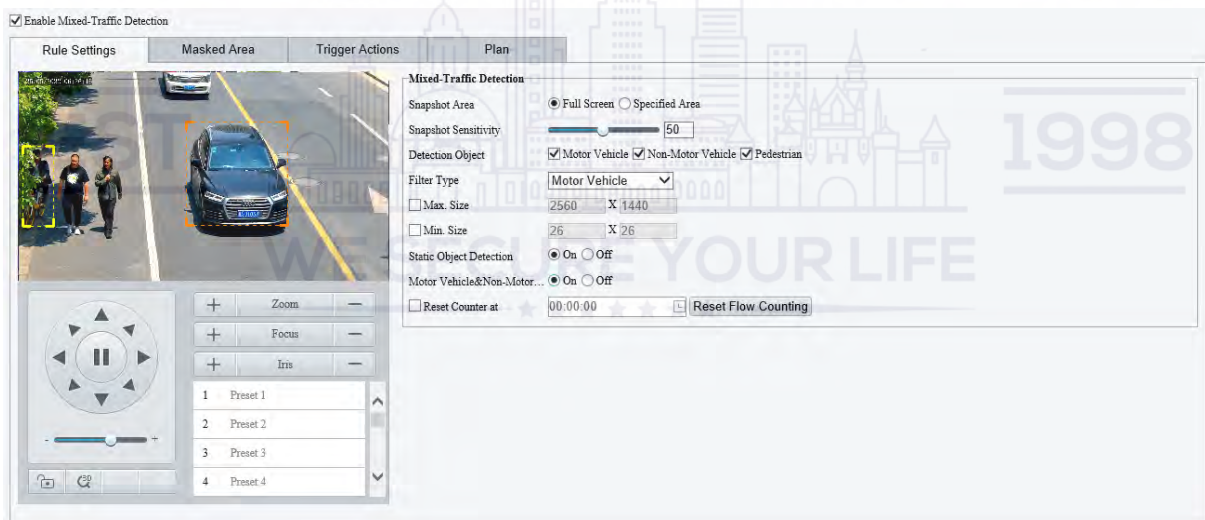 Enable Mixed-Traffic Detection
Rule Settings Masked Area Trigger Actions Plan
Mixed-Traffic Detection
Snapshot Area Full Screen Specified Area
Snapshot Sensitivity 50
Detection Object Motor Vehicle Non-Motor Vehicle Pedestrian
Filter Type Motor Vehicle
Max. Size 2560 X 1440
Min. Size 26 X 26
Static Object Detection On Off
Motor Vehicle&Non-Motor... On Off
Reset Counter at 00:00:00 Reset Flow Counting
+ Zoom −
+ Focus −
+ Iris −
1 Preset 1
2 Preset 2
3 Preset 3
4 Preset 4
- +
3D
1998
WE SECURE YOUR LIFE